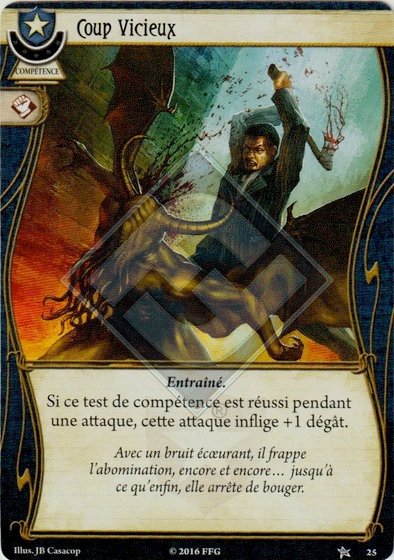 Coup Vicieux
COMPÉTENCE
Entraîné.
Si ce test de compétence est réussi pendant
une attaque, cette attaque inflige +1 dégât.
Avec un bruit écœurant, il frappe
l'abomination, encore et encore… jusqu'à
ce qu'enfin, elle arrête de bouger.
Illus. JB Casacop
© 2016 FFG
25